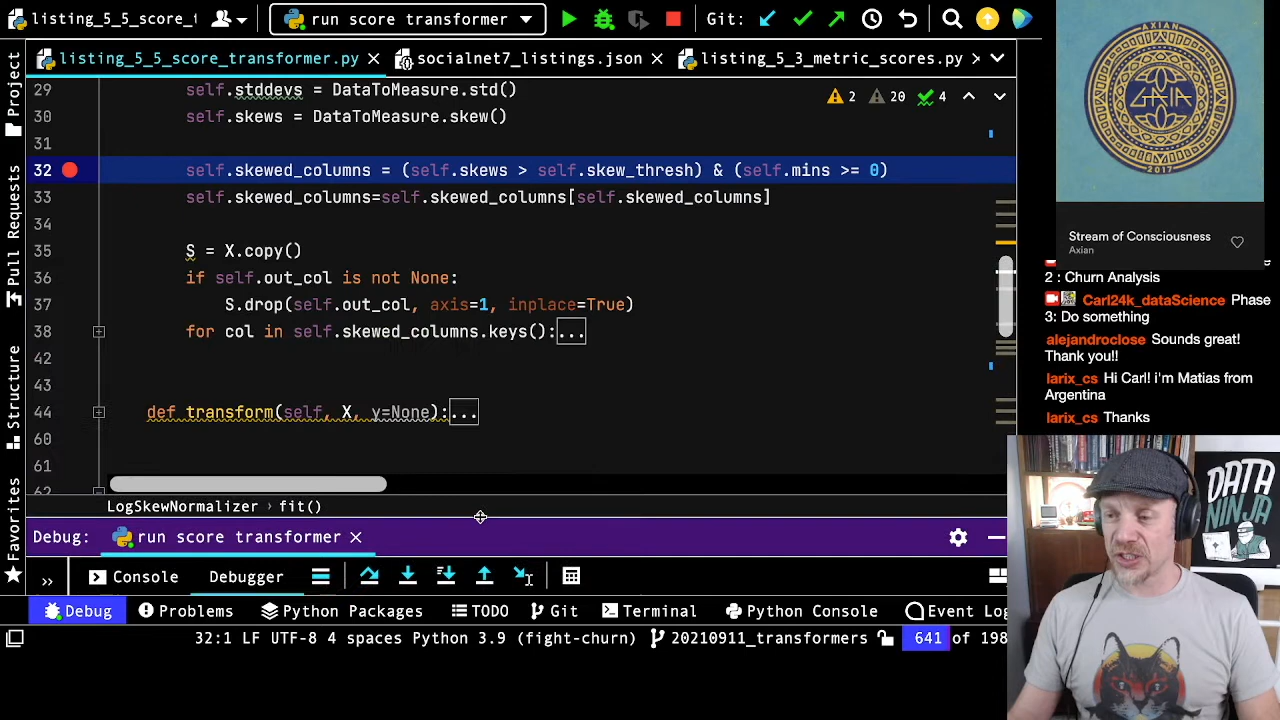 listing_5_5_score_
run score transformer
Git:
listing_5_5_score_transformer.py
socialnet7_listings.json
listing_5_3_metric_scores.py
2 20 4
29 self.stddevs = DataToMeasure.std()
30 self.skews = DataToMeasure.skew()
31
32 self.skewed_columns = (self.skews > self.skew_thresh) & (self.mins >= 0)
33 self.skewed_columns=self.skewed_columns[self.skewed_columns]
34
35 S = X.copy()
36 if self.out_col is not None:
37 S.drop(self.out_col, axis=1, inplace=True)
38 for col in self.skewed_columns.keys():...
42
43
44 def transform(self, X, y=None):...
60
61
62
LogSkewNormalizer › fit()
Debug: run score transformer
Console Debugger
Debug Problems Python Packages TODO Git Terminal Python Console Event Log
32:1 LF UTF-8 4 spaces Python 3.9 (fight-churn) 20210911_transformers 641 of 198
Project
Pull Requests
Structure
Favorites
AXIAN
2017
Stream of Consciousness
Axian
2 : Churn Analysis
Carl24k_dataScience Phase
3: Do something
alejandroclose Sounds great!
Thank you!!
larix_cs Hi Carl! i'm Matias from
Argentina
larix_cs Thanks
DATA
NINJA